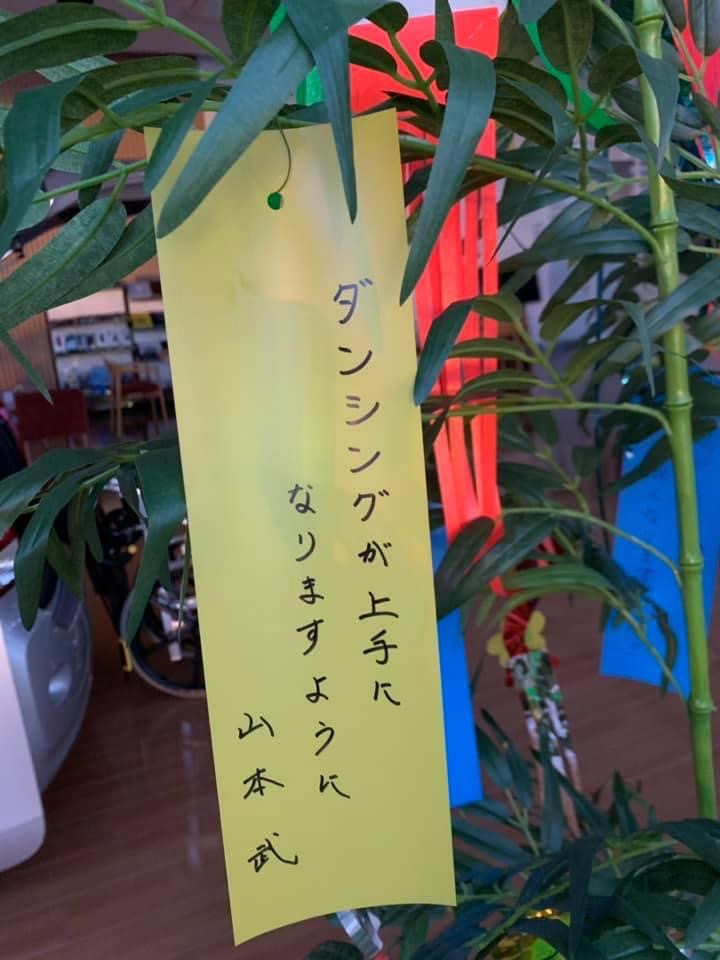 ダンシングが上手に
なりますように
山本武